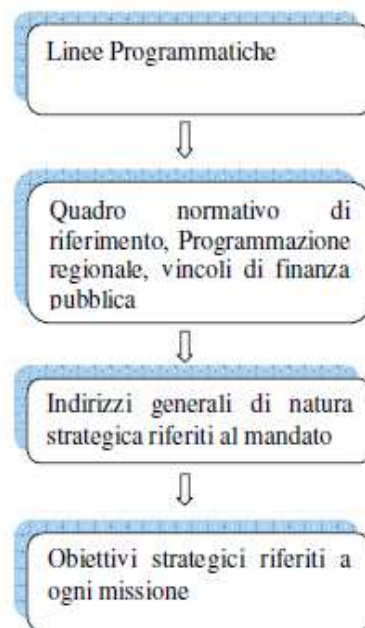 Linee Programmatiche
Quadro normativo di
riferimento, Programmazione
regionale, vincoli di finanza
pubblica
Indirizzi generali di natura
strategica riferiti al mandato
Obiettivi strategici riferiti a
ogni missione